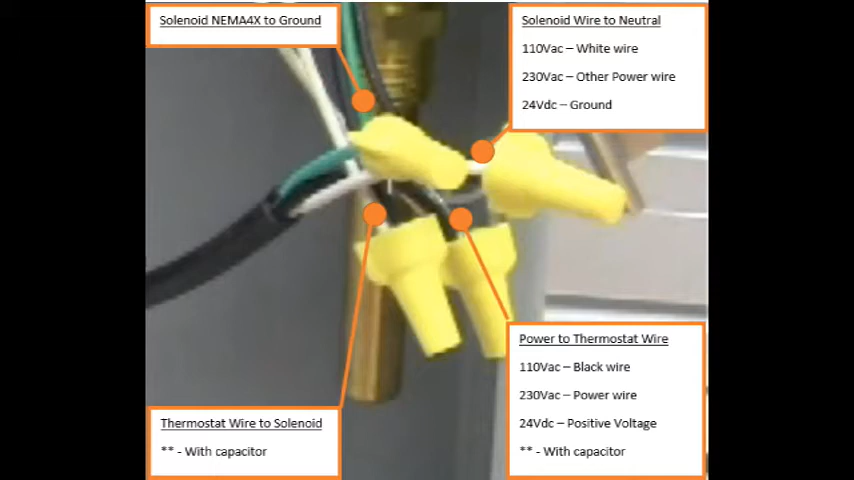 Solenoid NEMA4X to Ground
Solenoid Wire to Neutral
110Vac – White wire
230Vac – Other Power wire
24Vdc – Ground
Power to Thermostat Wire
110Vac – Black wire
230Vac – Power wire
24Vdc – Positive Voltage
** - With capacitor
Thermostat Wire to Solenoid
** - With capacitor